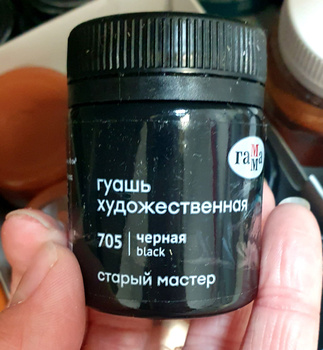 гамма
гуашь
художественная
705 | черная
black
старый мастер